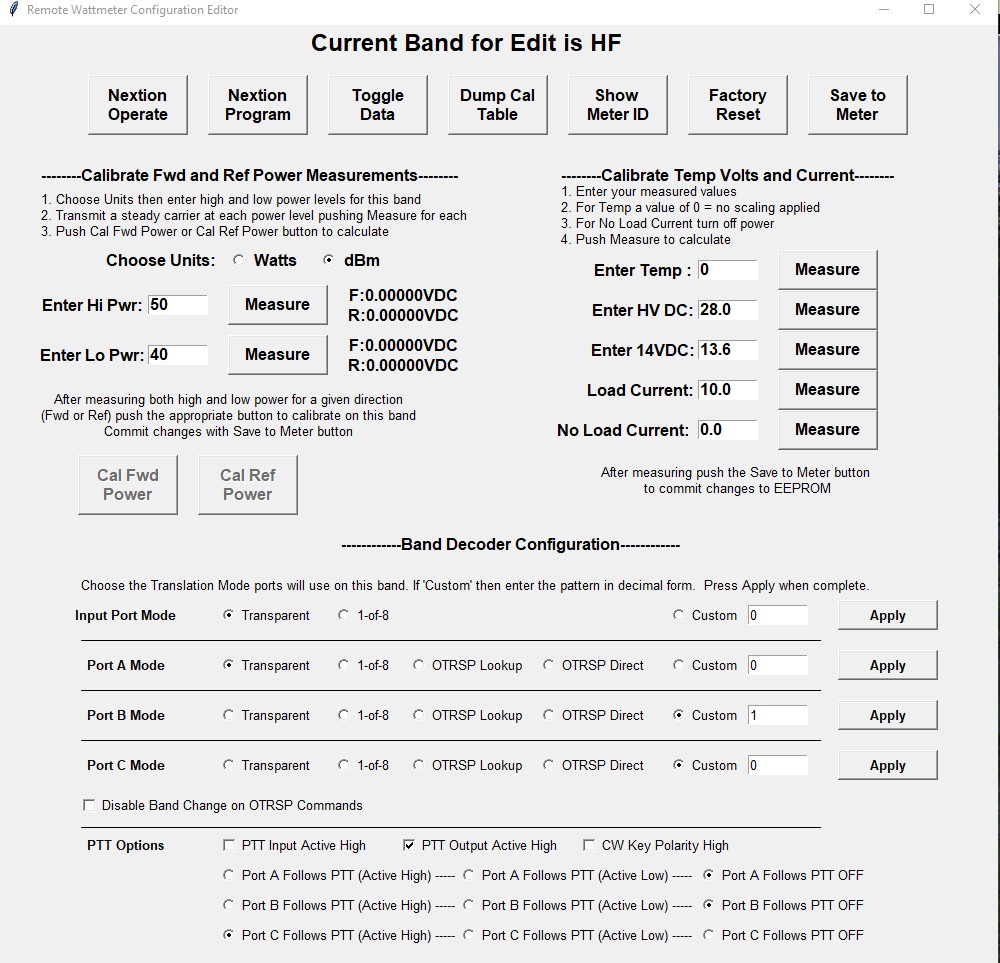 Remote Wattmeter Configuration Editor
Current Band for Edit is HF
Nextion Operate
Nextion Program
Toggle Data
Dump Cal Table
Show Meter ID
Factory Reset
Save to Meter
--------Calibrate Fwd and Ref Power Measurements--------
1. Choose Units then enter high and low power levels for this band
2. Transmit a steady carrier at each power level pushing Measure for each
3. Push Cal Fwd Power or Cal Ref Power button to calculate
Choose Units: Watts dBm
Enter Hi Pwr: 50 Measure F:0.00000VDC
R:0.00000VDC
Enter Lo Pwr: 40 Measure F:0.00000VDC
R:0.00000VDC
After measuring both high and low power for a given direction
(Fwd or Ref) push the appropriate button to calibrate on this band
Commit changes with Save to Meter button
Cal Fwd Power
Cal Ref Power
--------Calibrate Temp Volts and Current--------
1. Enter your measured values
2. For Temp a value of 0 = no scaling applied
3. For No Load Current turn off power
4. Push Measure to calculate
Enter Temp : 0 Measure
Enter HV DC: 28.0 Measure
Enter 14VDC: 13.6 Measure
Load Current: 10.0 Measure
No Load Current: 0.0 Measure
After measuring push the Save to Meter button
to commit changes to EEPROM
------------Band Decoder Configuration------------
Choose the Translation Mode ports will use on this band. If 'Custom' then enter the pattern in decimal form.  Press Apply when complete.
Input Port Mode Transparent 1-of-8 Custom 0 Apply
Port A Mode Transparent 1-of-8 OTRSP Lookup OTRSP Direct Custom 0 Apply
Port B Mode Transparent 1-of-8 OTRSP Lookup OTRSP Direct Custom 1 Apply
Port C Mode Transparent 1-of-8 OTRSP Lookup OTRSP Direct Custom 0 Apply
Disable Band Change on OTRSP Commands
PTT Options PTT Input Active High PTT Output Active High CW Key Polarity High
Port A Follows PTT (Active High) ----- Port A Follows PTT (Active Low) ----- Port A Follows PTT OFF
Port B Follows PTT (Active High) ----- Port B Follows PTT (Active Low) ----- Port B Follows PTT OFF
Port C Follows PTT (Active High) ----- Port C Follows PTT (Active Low) ----- Port C Follows PTT OFF